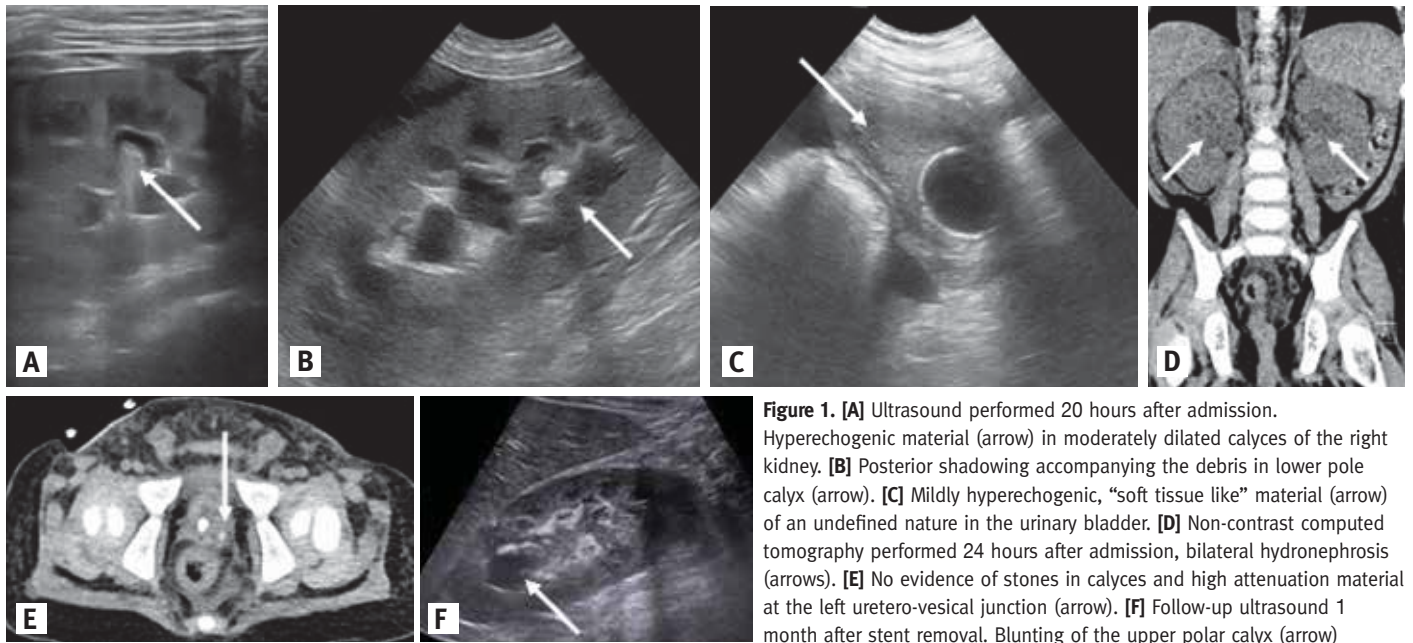 A
B
C
D
E
F
Figure 1. [A] Ultrasound performed 20 hours after admission.
Hyperechogenic material (arrow) in moderately dilated calyces of the right
kidney. [B] Posterior shadowing accompanying the debris in lower pole
calyx (arrow). [C] Mildly hyperechogenic, “soft tissue like” material (arrow)
of an undefined nature in the urinary bladder. [D] Non-contrast computed
tomography performed 24 hours after admission, bilateral hydronephrosis
(arrows). [E] No evidence of stones in calyces and high attenuation material
at the left uretero-vesical junction (arrow). [F] Follow-up ultrasound 1
month after stent removal. Blunting of the upper polar calyx (arrow)